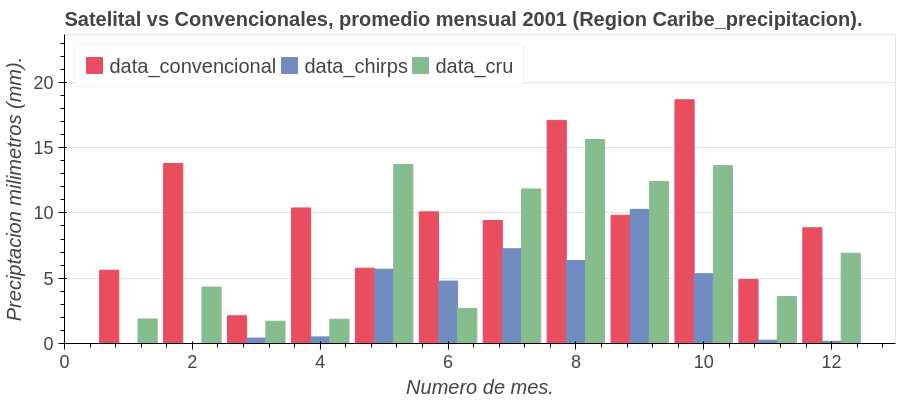 Satelital vs Convencionales, promedio mensual 2001 (Region Caribe_precipitacion).
data_convencional data_chirps data_cru
Preciptacion milimetros (mm).
20
15
10
5
0
0 2 4 6 8 10 12
Numero de mes.